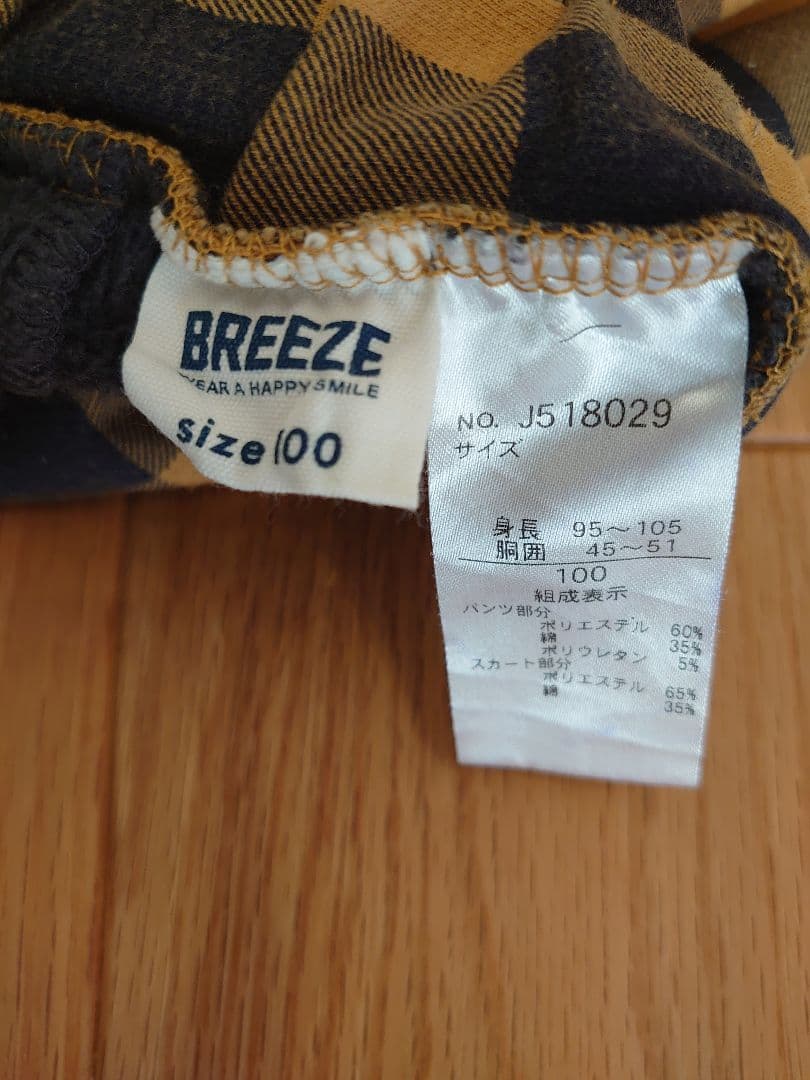 BREEZE
WEAR A HAPPY SMILE
size 100
NO. J518029
サイズ
身長 95～105
胴囲 45～51
100
組成表示
パンツ部分
ポリエステル 60%
綿 35%
ポリウレタン 5%
スカート部分
ポリエステル 65%
綿 35%